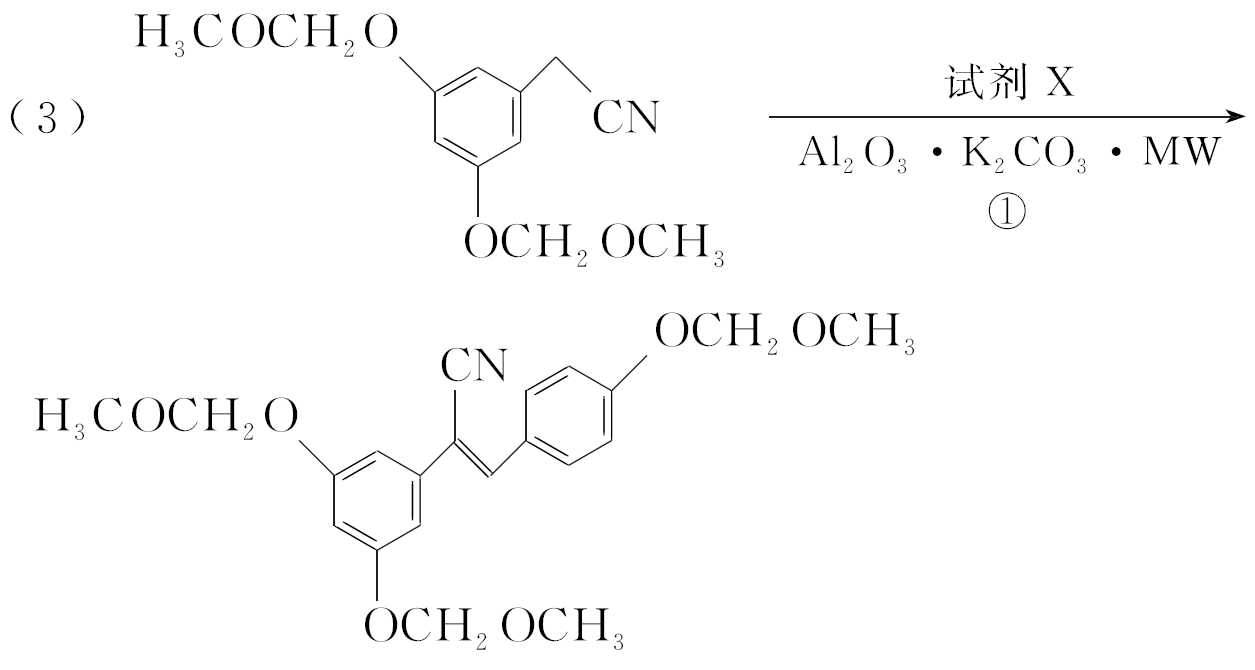 (3)
H₃COCH₂O
CN
OCH₂OCH₃
试剂 X
Al₂O₃·K₂CO₃·MW
①
OCH₂OCH₃
CN
H₃COCH₂O
OCH₂OCH₃